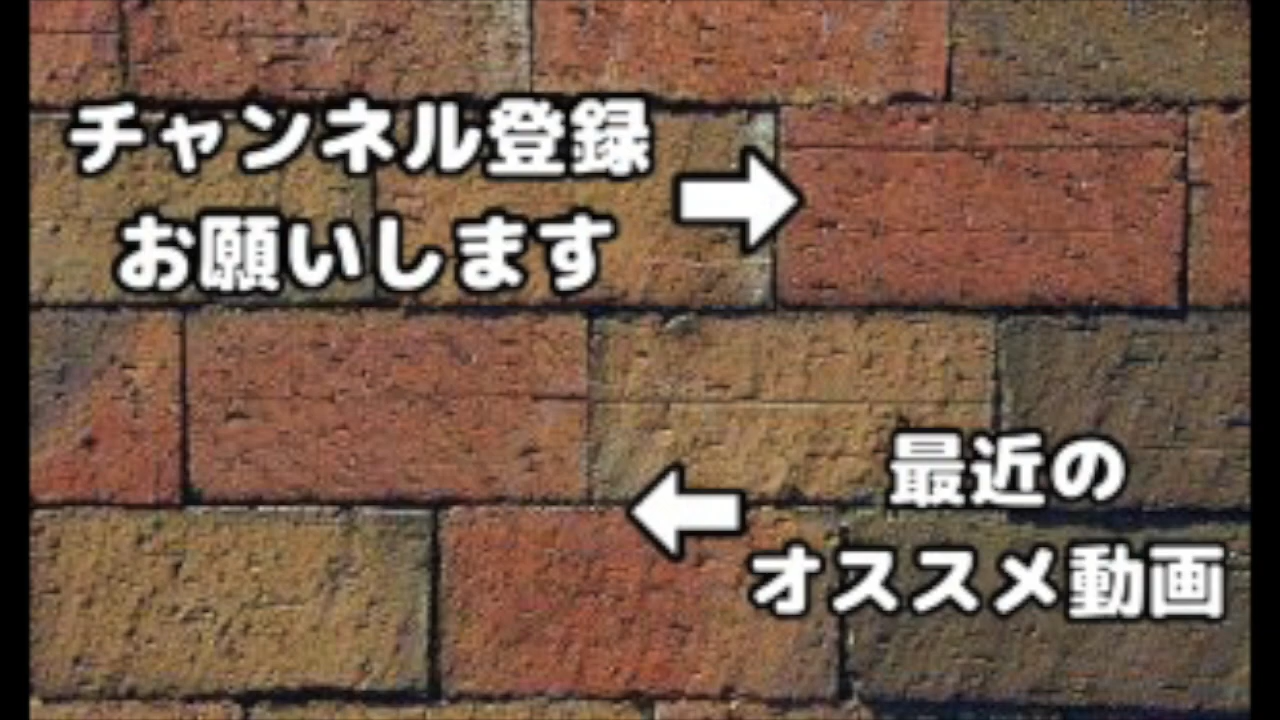 チャンネル登録
お願いします
最近の
オススメ動画